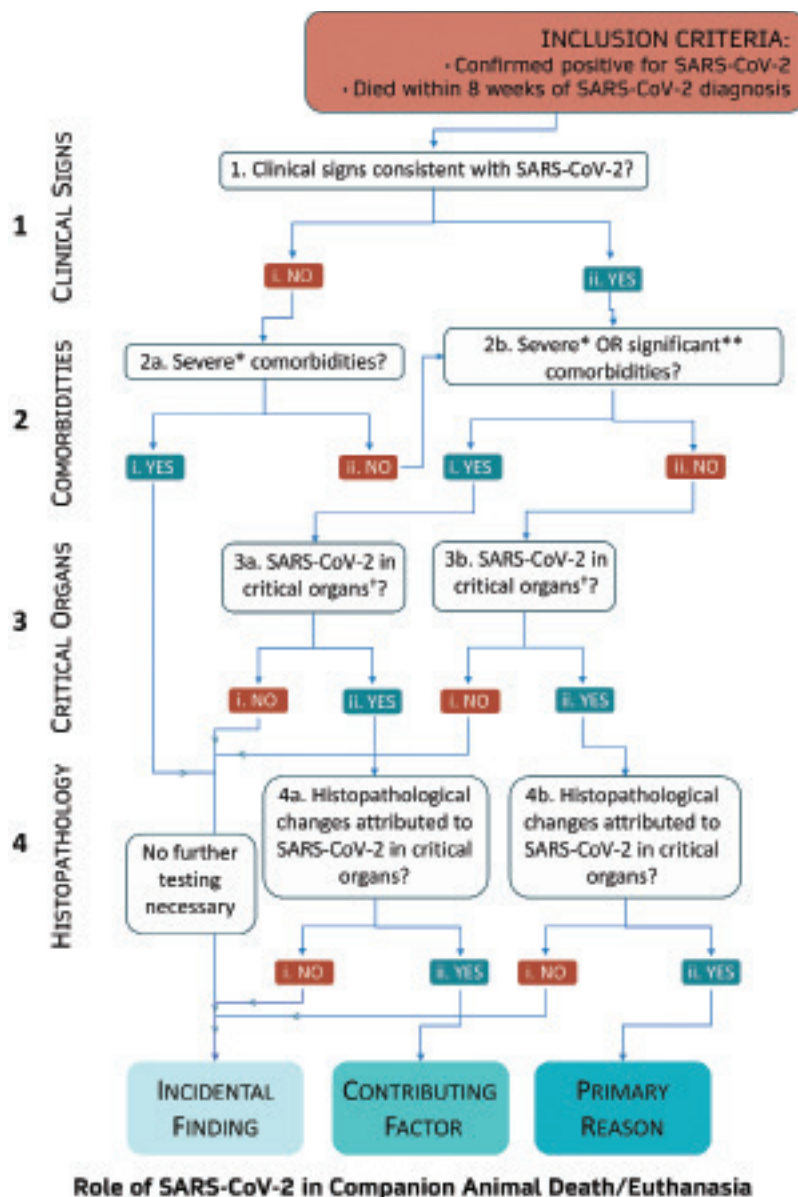 INCLUSION CRITERIA:
· Confirmed positive for SARS-CoV-2
· Died within 8 weeks of SARS-CoV-2 diagnosis
1
CLINICAL SIGNS
1. Clinical signs consistent with SARS-CoV-2?
i. NO
ii. YES
2
COMORBIDITIES
2a. Severe* comorbidities?
2b. Severe* OR significant**
comorbidities?
i. YES
ii. NO
i. YES
ii. NO
3
CRITICAL ORGANS
3a. SARS-CoV-2 in
critical organs†?
3b. SARS-CoV-2 in
critical organs†?
i. NO
ii. YES
i. NO
ii. YES
4
HISTOPATHOLOGY
No further
testing
necessary
4a. Histopathological
changes attributed to
SARS-CoV-2 in critical
organs?
4b. Histopathological
changes attributed to
SARS-CoV-2 in critical
organs?
i. NO
ii. YES
i. NO
ii. YES
INCIDENTAL
FINDING
CONTRIBUTING
FACTOR
PRIMARY
REASON
Role of SARS-CoV-2 in Companion Animal Death/Euthanasia